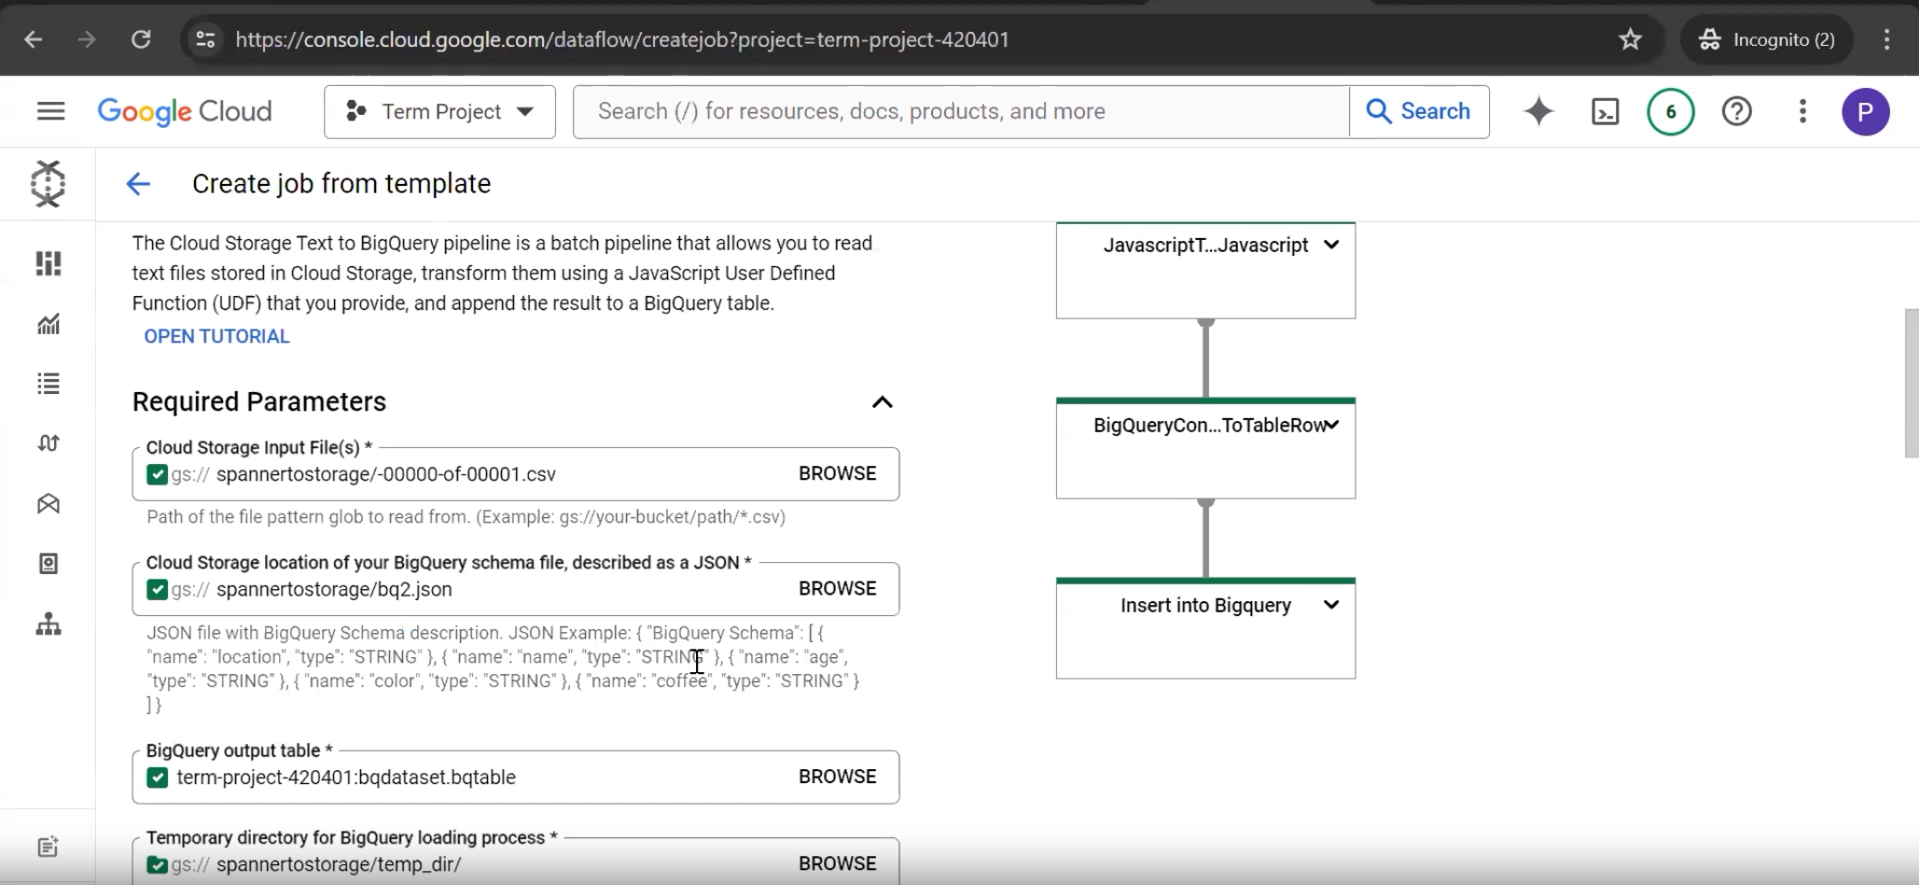 https://console.cloud.google.com/dataflow/createjob?project=term-project-420401
Incognito (2)
Google Cloud
Term Project
Search (/) for resources, docs, products, and more
Search
6
P
Create job from template
The Cloud Storage Text to BigQuery pipeline is a batch pipeline that allows you to read
text files stored in Cloud Storage, transform them using a JavaScript User Defined
Function (UDF) that you provide, and append the result to a BigQuery table.
OPEN TUTORIAL
Required Parameters
Cloud Storage Input File(s) *
gs:// spannertostorage/-00000-of-00001.csv
BROWSE
Path of the file pattern glob to read from. (Example: gs://your-bucket/path/*.csv)
Cloud Storage location of your BigQuery schema file, described as a JSON *
gs:// spannertostorage/bq2.json
BROWSE
JSON file with BigQuery Schema description. JSON Example: { "BigQuery Schema": [ {
"name": "location", "type": "STRING" }, { "name": "name", "type": "STRING" }, { "name": "age",
"type": "STRING" }, { "name": "color", "type": "STRING" }, { "name": "coffee", "type": "STRING" }
] }
BigQuery output table *
term-project-420401:bqdataset.bqtable
BROWSE
Temporary directory for BigQuery loading process *
gs:// spannertostorage/temp_dir/
BROWSE
JavascriptT...Javascript
BigQueryCon...ToTableRow
Insert into Bigquery